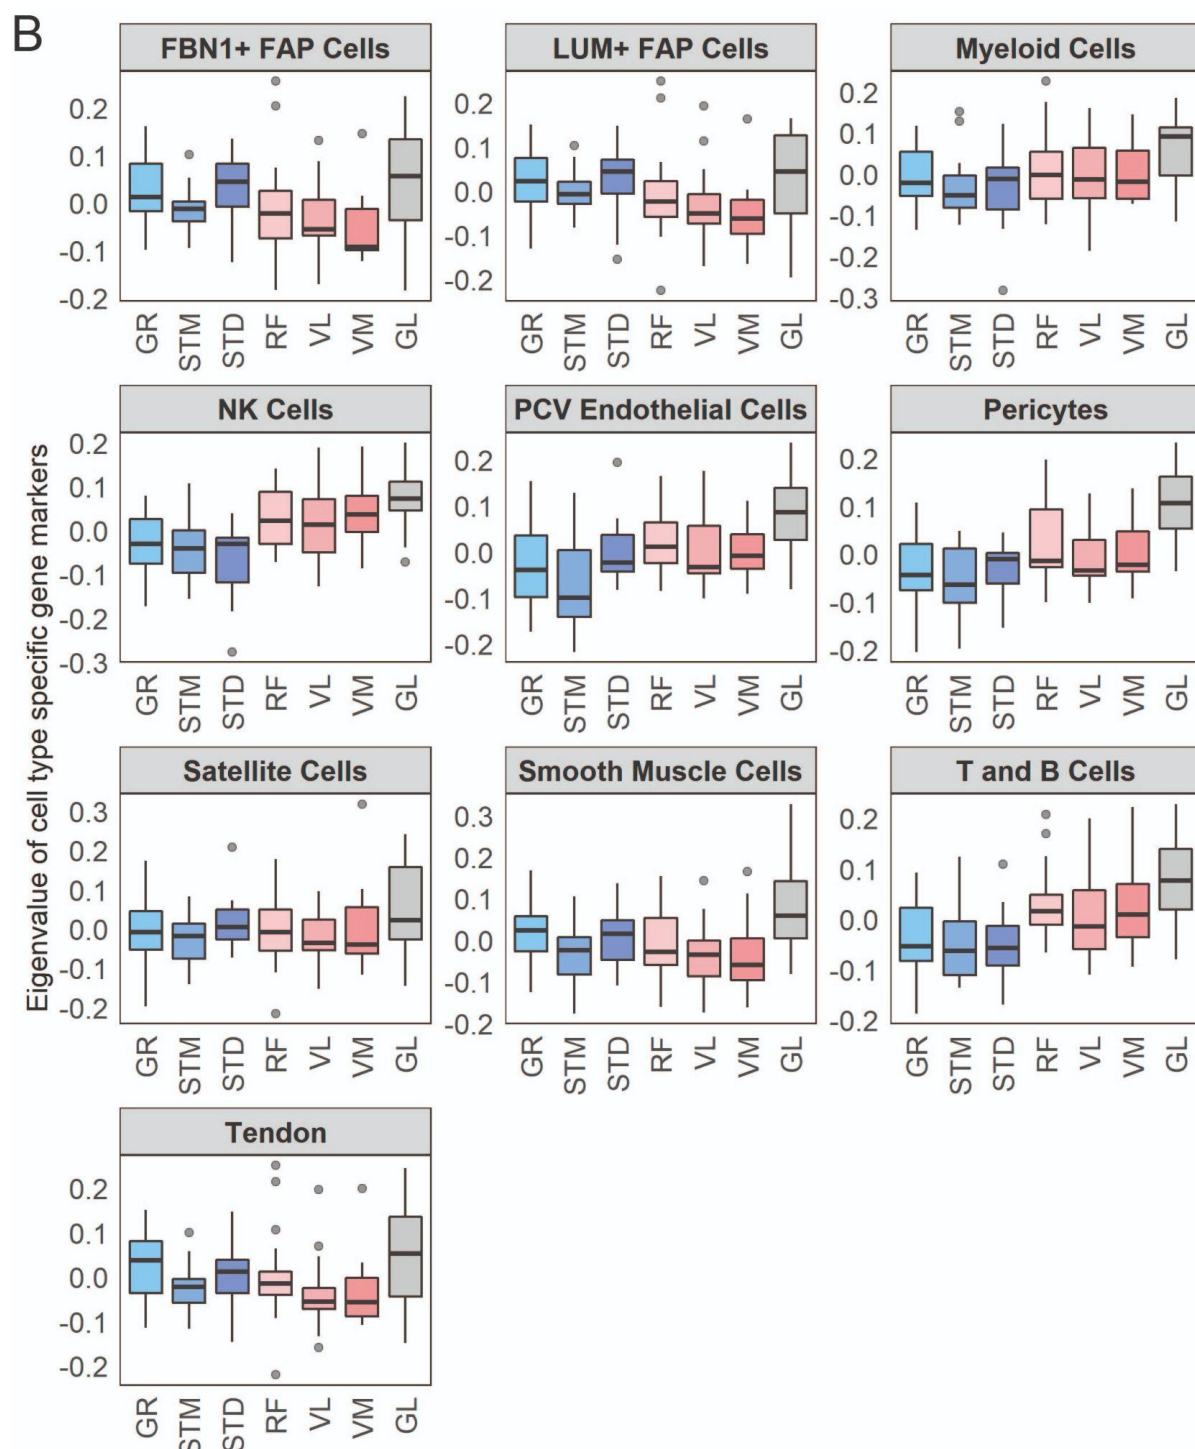 B
FBN1+ FAP Cells
LUM+ FAP Cells
Myeloid Cells
0.2
0.1
0.0
-0.1
-0.2
0.2
0.1
0.0
-0.1
-0.2
0.2
0.1
0.0
-0.1
-0.2
-0.3
GR STM STD RF VL VM GL
GR STM STD RF VL VM GL
GR STM STD RF VL VM GL
NK Cells
PCV Endothelial Cells
Pericytes
0.2
0.1
0.0
-0.1
-0.2
-0.3
0.2
0.1
0.0
-0.1
-0.2
0.2
0.1
0.0
-0.1
-0.2
GR STM STD RF VL VM GL
GR STM STD RF VL VM GL
GR STM STD RF VL VM GL
Eigenvalue of cell type specific gene markers
Satellite Cells
Smooth Muscle Cells
T and B Cells
0.3
0.2
0.1
0.0
-0.1
-0.2
0.3
0.2
0.1
0.0
-0.1
-0.2
0.2
0.1
0.0
-0.1
-0.2
GR STM STD RF VL VM GL
GR STM STD RF VL VM GL
GR STM STD RF VL VM GL
Tendon
0.2
0.1
0.0
-0.1
-0.2
GR STM STD RF VL VM GL